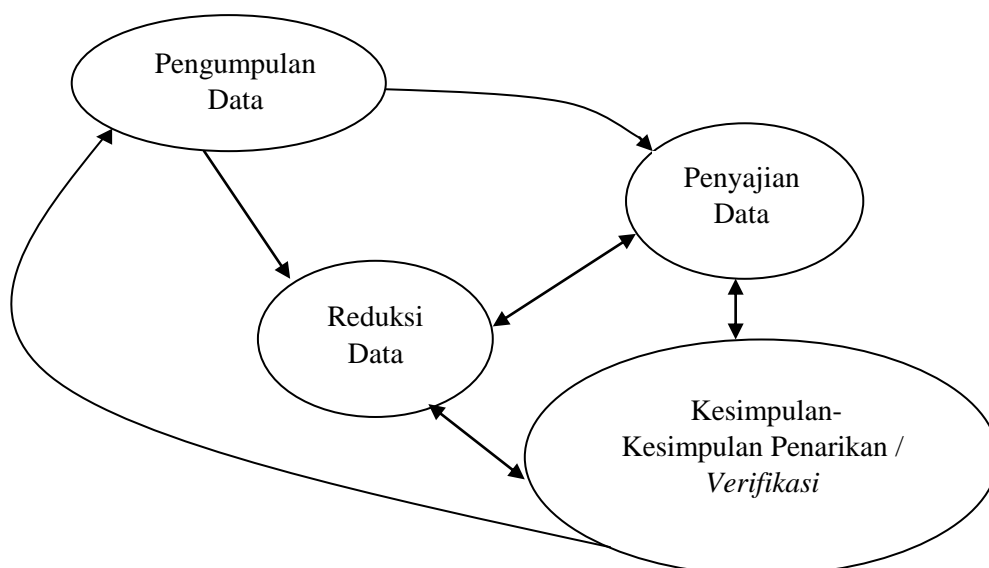 Pengumpulan
Data
Penyajian
Data
Reduksi
Data
Kesimpulan-
Kesimpulan Penarikan /
Verifikasi